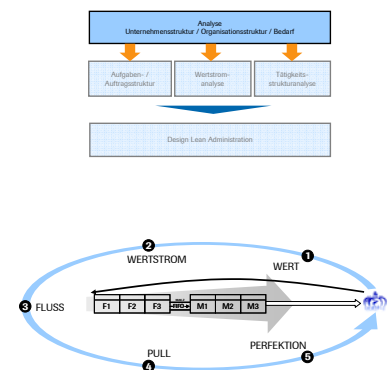 Analyse
Unternehmensstruktur / Organisationsstruktur / Bedarf
Aufgaben- /
Auftragsstruktur
Wertstrom-
analyse
Tätigkeits-
strukturanalyse
Design Lean Administration
2
WERTSTROM
1
WERT
3 FLUSS
F1 F2 F3 FIFO M1 M2 M3
PULL
4
PERFEKTION
5